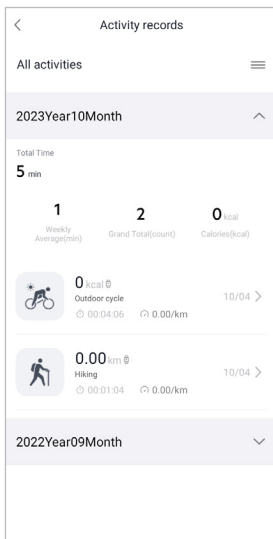 Activity records
All activities
2023Year10Month
Total Time
5 min
1
Weekly
Average(min)
2
Grand Total(count)
0 kcal
Calories(kcal)
0 kcal
Outdoor cycle
00:04:06 0.00/km
10/04
0.00 km
Hiking
00:01:04 0.00/km
10/04
2022Year09Month